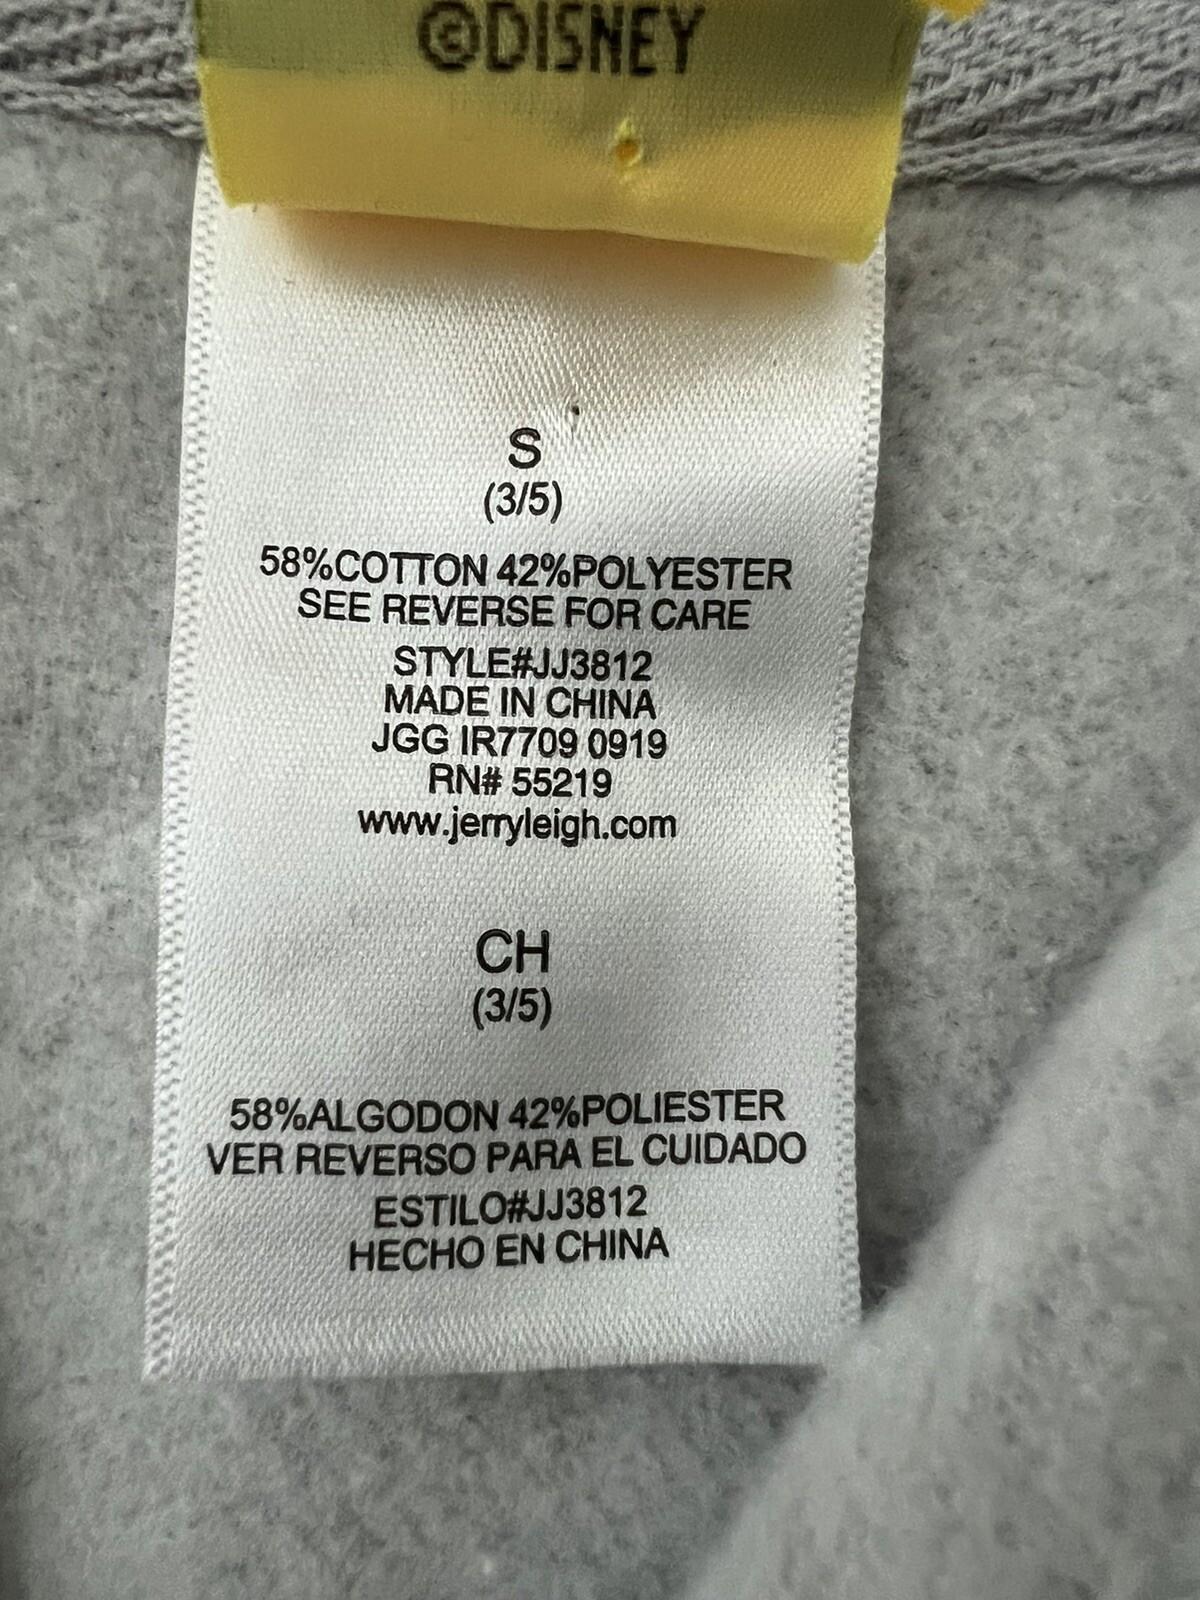 ©DISNEY
S
(3/5)
58%COTTON 42%POLYESTER
SEE REVERSE FOR CARE
STYLE#JJ3812
MADE IN CHINA
JGG IR7709 0919
RN# 55219
www.jerryleigh.com
CH
(3/5)
58%ALGODON 42%POLIESTER
VER REVERSO PARA EL CUIDADO
ESTILO#JJ3812
HECHO EN CHINA